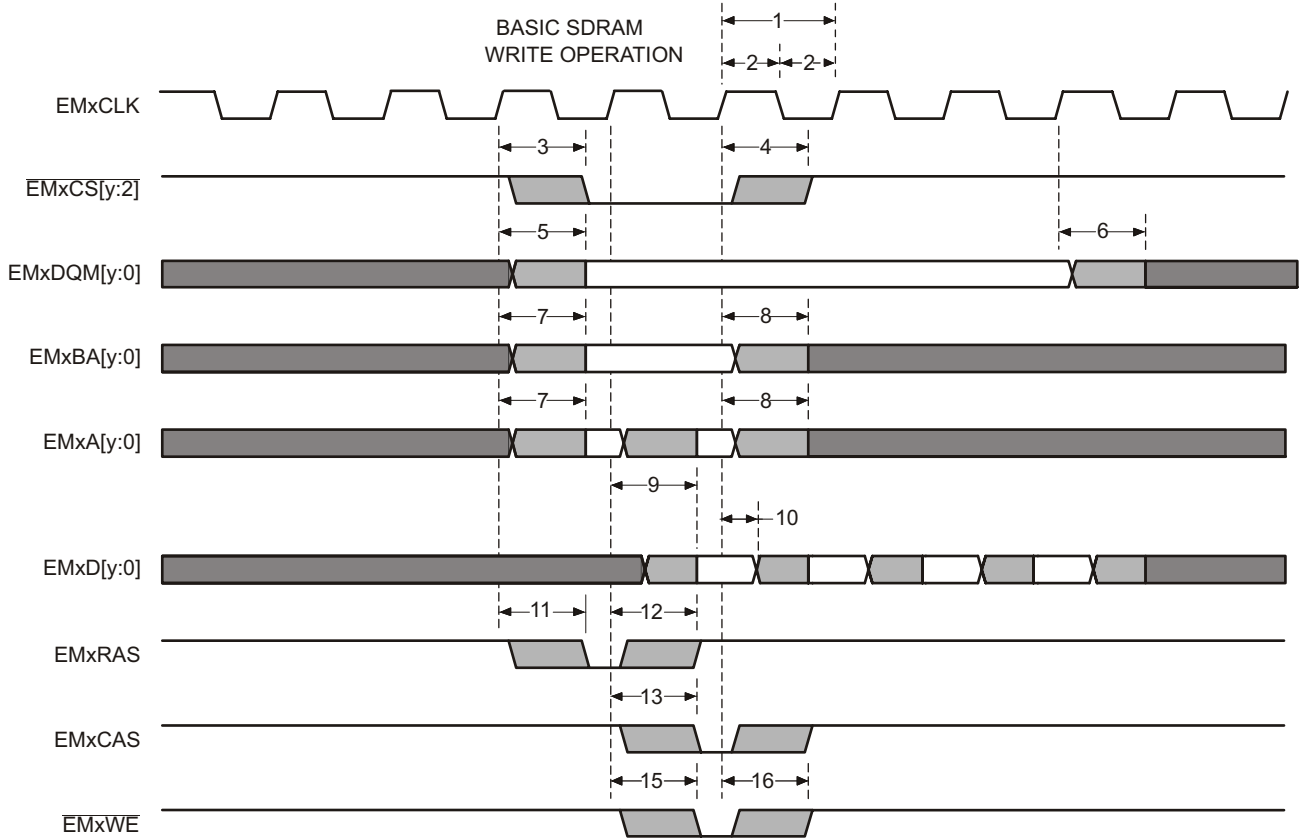 BASIC SDRAM
WRITE OPERATION
1
2 2
EMxCLK
3 4
EMxCS[y:2]
5 6
EMxDQM[y:0]
7 8
EMxBA[y:0]
7 8
EMxA[y:0]
9
10
EMxD[y:0]
11 12
EMxRAS
13
EMxCAS
15 16
EMxWE